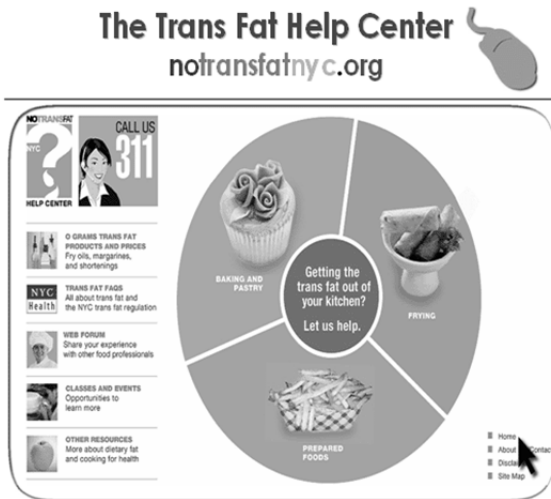 The Trans Fat Help Center
notransfatnyc.org
NO TRANS FAT
NYC
?
HELP CENTER
CALL US
311
0 GRAMS TRANS FAT
PRODUCTS AND PRICES
Fry oils, margarines,
and shortenings
NYC
Health
TRANS FAT FAQS
All about trans fat and
the NYC trans fat regulation
WEB FORUM
Share your experience
with other food professionals
CLASSES AND EVENTS
Opportunities to
learn more
OTHER RESOURCES
More about dietary fat
and cooking for health
BAKING AND
PASTRY
Getting the
trans fat out of
your kitchen?
Let us help.
FRYING
PREPARED
FOODS
Home
About
Contac
Discla
Site Map